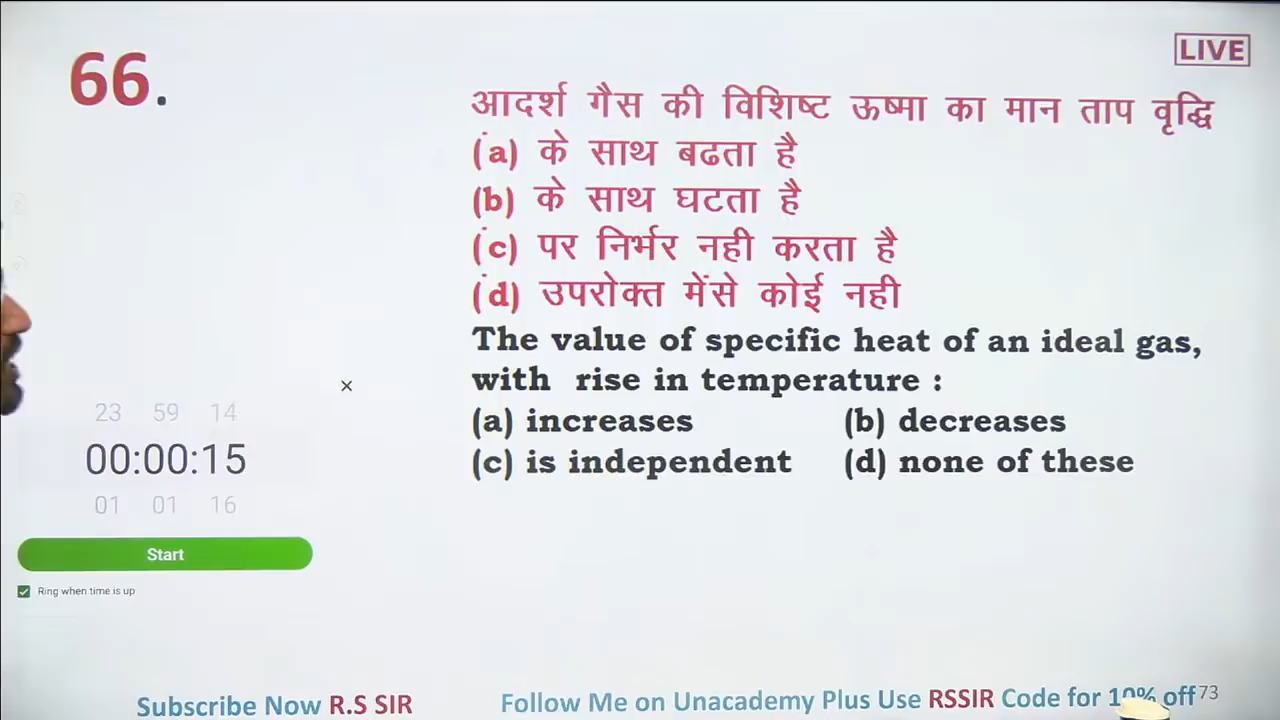 66.
LIVE
आदर्श गैस की विशिष्ट ऊष्मा का मान ताप वृद्धि
(a) के साथ बढता है
(b) के साथ घटता है
(c) पर निर्भर नही करता है
(d) उपरोक्त मेंसे कोई नही
The value of specific heat of an ideal gas,
with rise in temperature :
(a) increases (b) decreases
(c) is independent (d) none of these
×
23 59 14
00:00:15
01 01 16
Start
Ring when time is up
Subscribe Now R.S SIR
Follow Me on Unacademy Plus Use RSSIR Code for 10% off
73